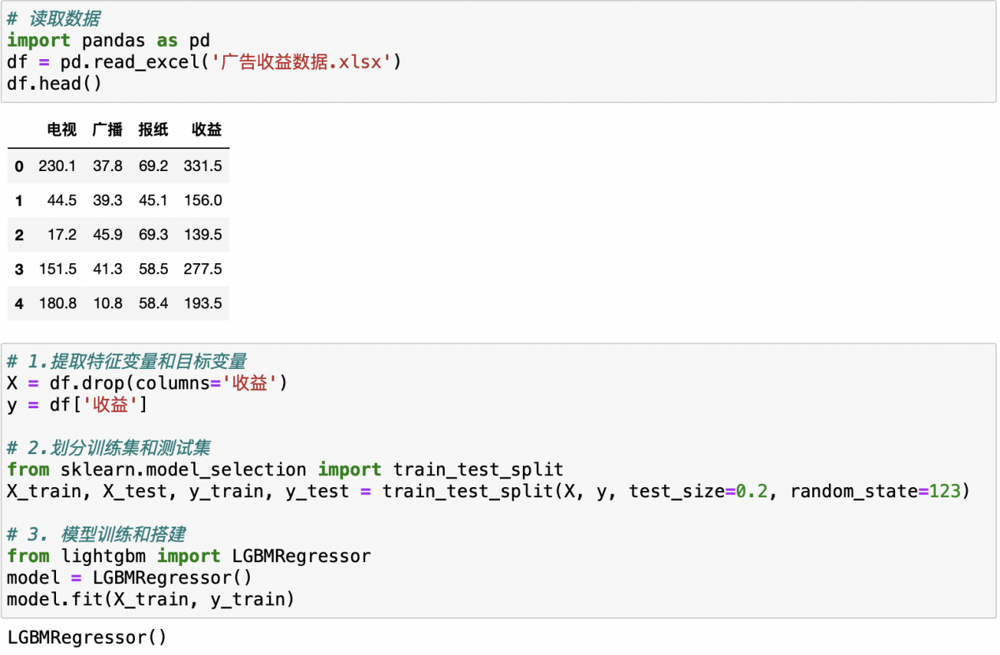 # 读取数据
import pandas as pd
df = pd.read_excel('广告收益数据.xlsx')
df.head()
电视 广播 报纸 收益
0 230.1 37.8 69.2 331.5
1 44.5 39.3 45.1 156.0
2 17.2 45.9 69.3 139.5
3 151.5 41.3 58.5 277.5
4 180.8 10.8 58.4 193.5
# 1.提取特征变量和目标变量
X = df.drop(columns='收益')
y = df['收益']
# 2.划分训练集和测试集
from sklearn.model_selection import train_test_split
X_train, X_test, y_train, y_test = train_test_split(X, y, test_size=0.2, random_state=123)
# 3. 模型训练和搭建
from lightgbm import LGBMRegressor
model = LGBMRegressor()
model.fit(X_train, y_train)
LGBMRegressor()